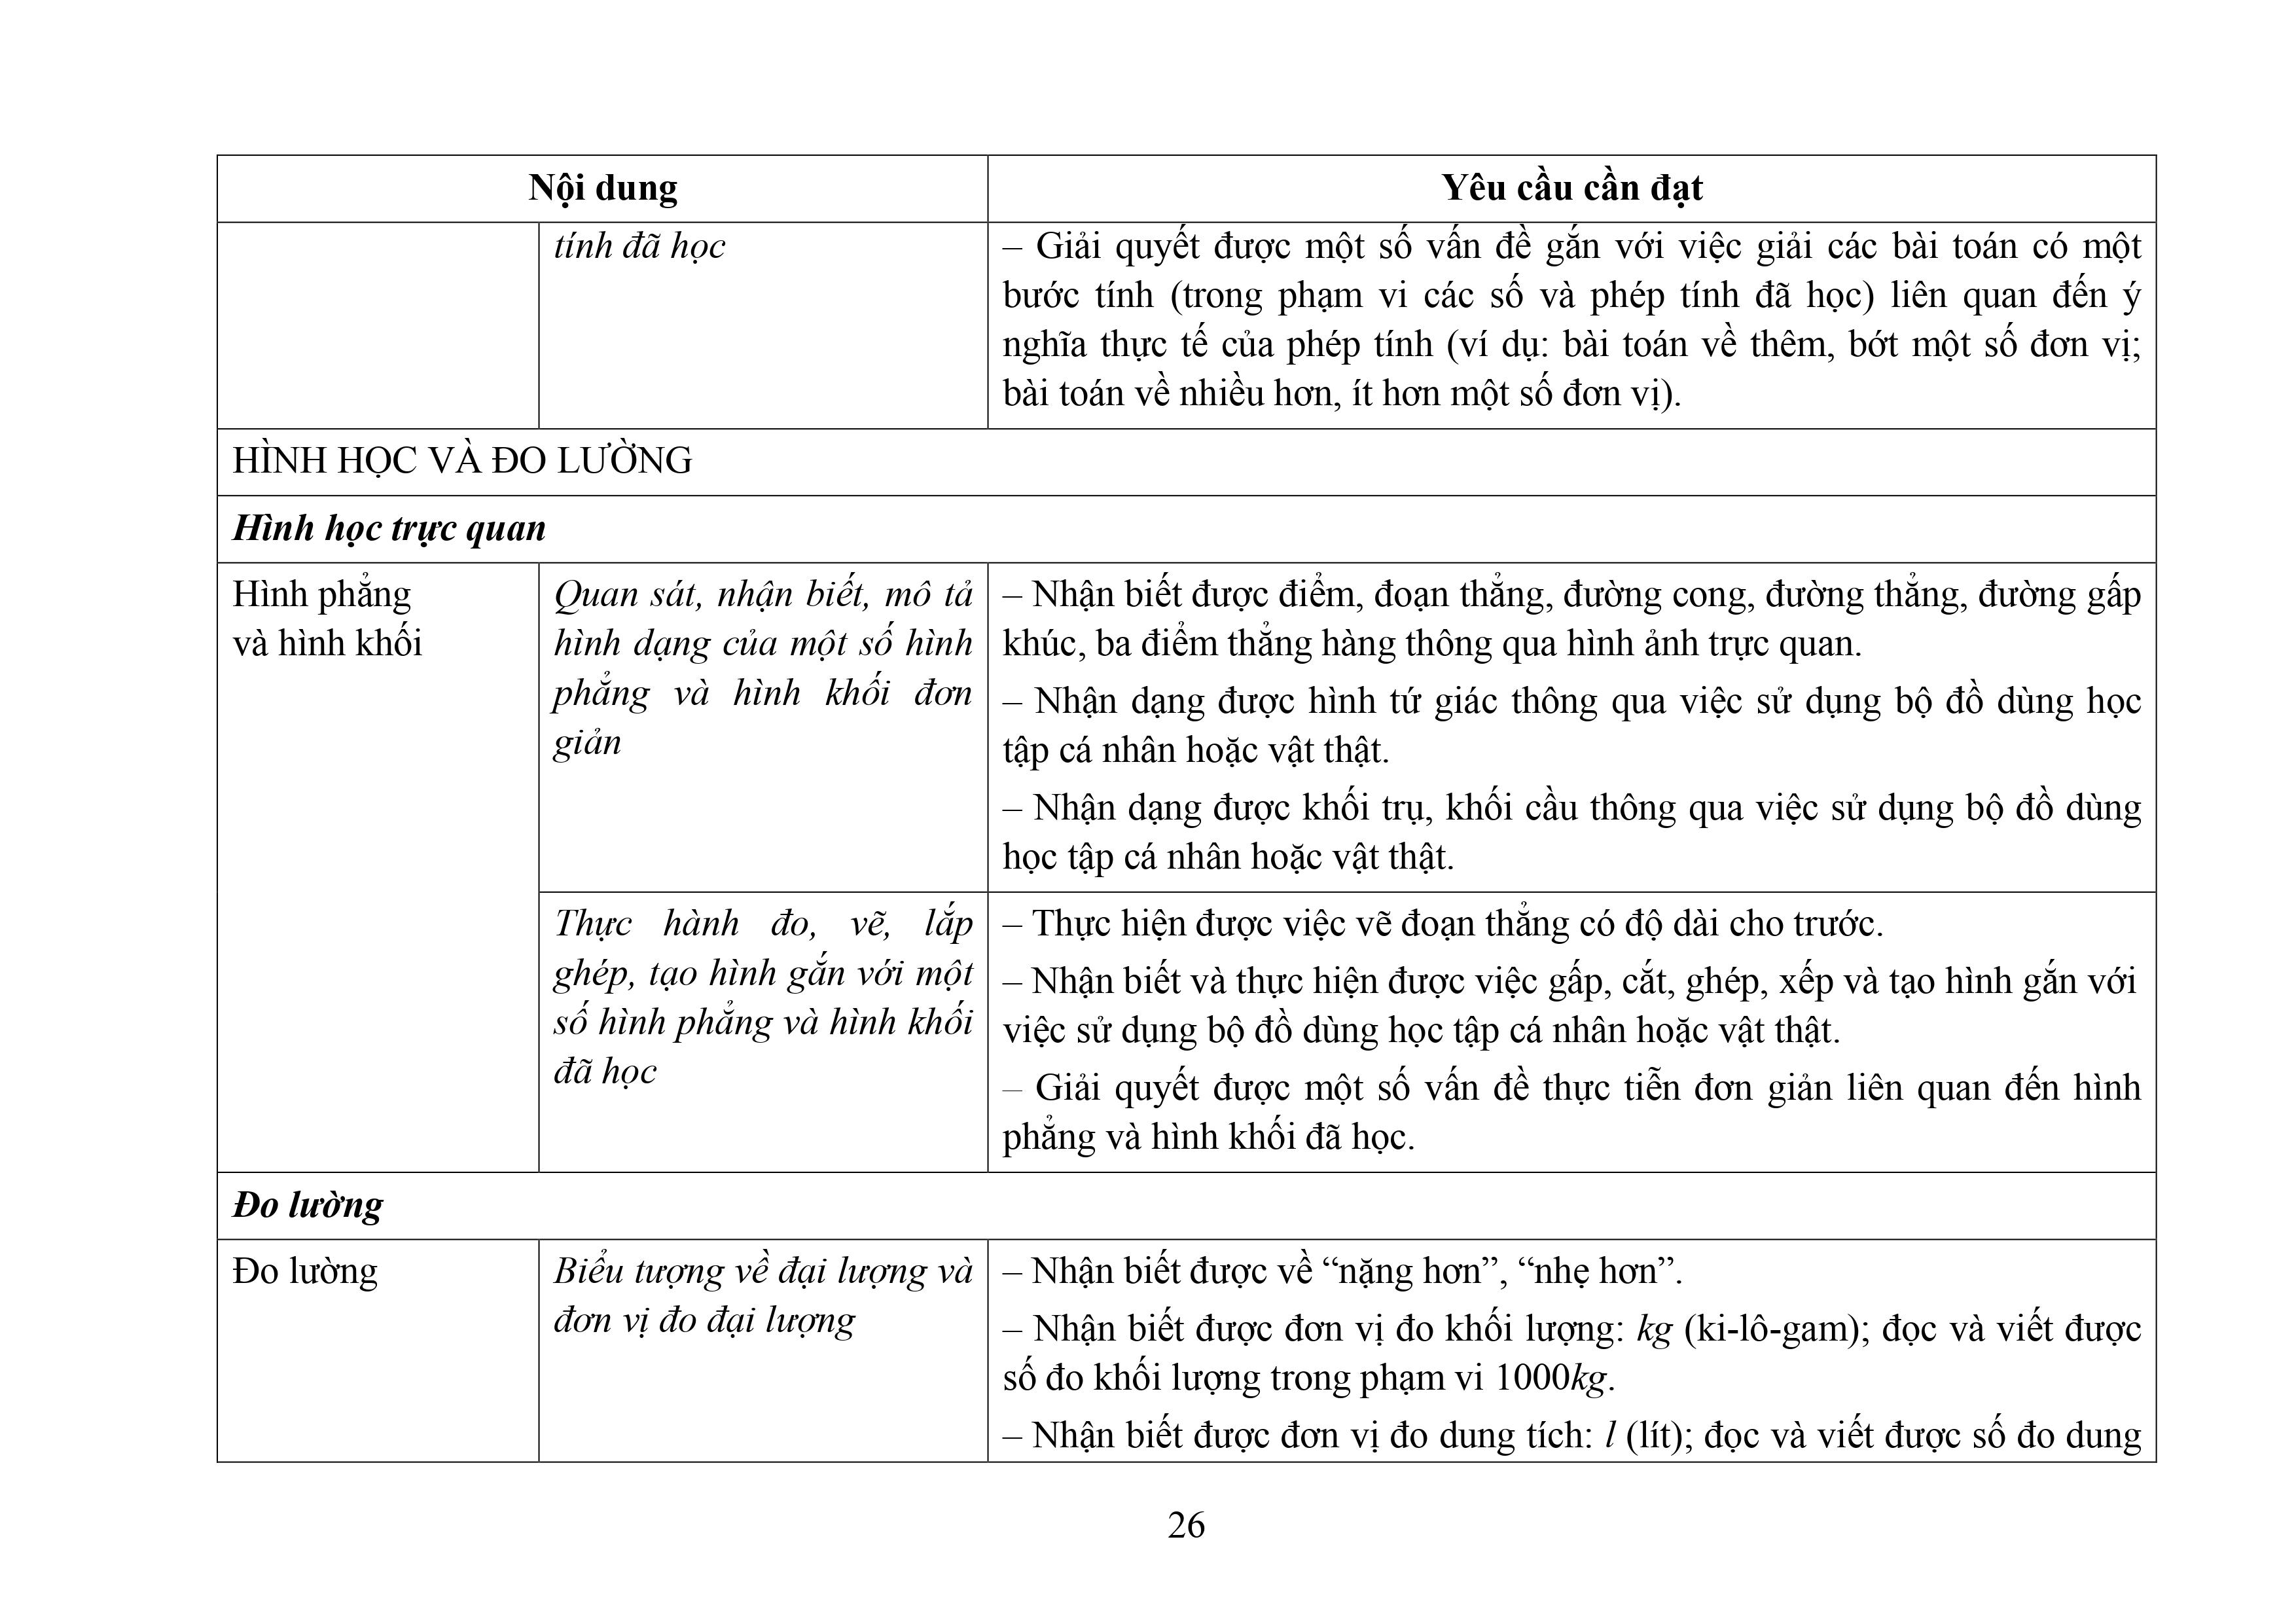 Nội dung
Yêu cầu cần đạt
tính đã học
– Giải quyết được một số vấn đề gắn với việc giải các bài toán có một
bước tính (trong phạm vi các số và phép tính đã học) liên quan đến ý
nghĩa thực tế của phép tính (ví dụ: bài toán về thêm, bớt một số đơn vị;
bài toán về nhiều hơn, ít hơn một số đơn vị).
HÌNH HỌC VÀ ĐO LƯỜNG
Hình học trực quan
Hình phẳng
và hình khối
Quan sát, nhận biết, mô tả
hình dạng của một số hình
phẳng và hình khối đơn
giản
– Nhận biết được điểm, đoạn thẳng, đường cong, đường thẳng, đường gấp
khúc, ba điểm thẳng hàng thông qua hình ảnh trực quan.
– Nhận dạng được hình tứ giác thông qua việc sử dụng bộ đồ dùng học
tập cá nhân hoặc vật thật.
– Nhận dạng được khối trụ, khối cầu thông qua việc sử dụng bộ đồ dùng
học tập cá nhân hoặc vật thật.
Thực hành đo, vẽ, lắp
ghép, tạo hình gắn với một
số hình phẳng và hình khối
đã học
– Thực hiện được việc vẽ đoạn thẳng có độ dài cho trước.
– Nhận biết và thực hiện được việc gấp, cắt, ghép, xếp và tạo hình gắn với
việc sử dụng bộ đồ dùng học tập cá nhân hoặc vật thật.
– Giải quyết được một số vấn đề thực tiễn đơn giản liên quan đến hình
phẳng và hình khối đã học.
Đo lường
Đo lường
Biểu tượng về đại lượng và
đơn vị đo đại lượng
– Nhận biết được về “nặng hơn”, “nhẹ hơn”.
– Nhận biết được đơn vị đo khối lượng: kg (ki-lô-gam); đọc và viết được
số đo khối lượng trong phạm vi 1000kg.
– Nhận biết được đơn vị đo dung tích: l (lít); đọc và viết được số đo dung
26